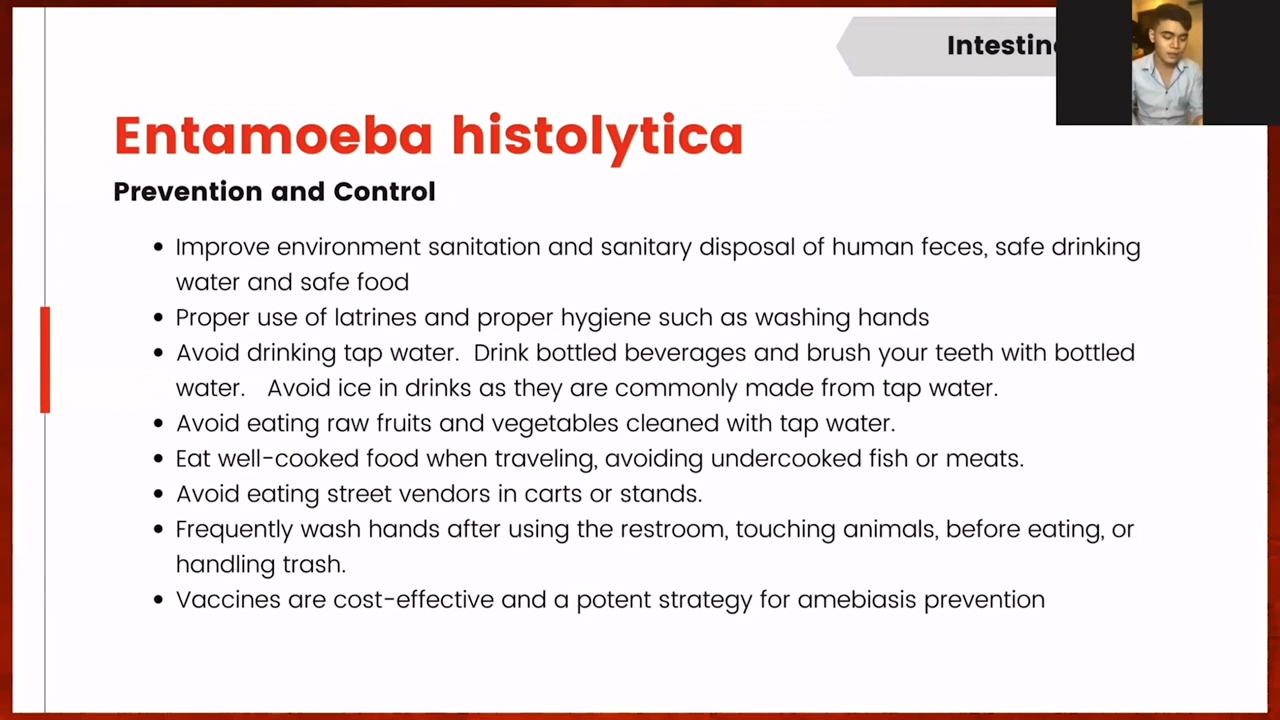 Entamoeba histolytica
Prevention and Control
• Improve environment sanitation and sanitary disposal of human feces, safe drinking
water and safe food
• Proper use of latrines and proper hygiene such as washing hands
• Avoid drinking tap water. Drink bottled beverages and brush your teeth with bottled
water. Avoid ice in drinks as they are commonly made from tap water.
• Avoid eating raw fruits and vegetables cleaned with tap water.
• Eat well-cooked food when traveling, avoiding undercooked fish or meats.
• Avoid eating street vendors in carts or stands.
• Frequently wash hands after using the restroom, touching animals, before eating, or
handling trash.
• Vaccines are cost-effective and a potent strategy for amebiasis prevention